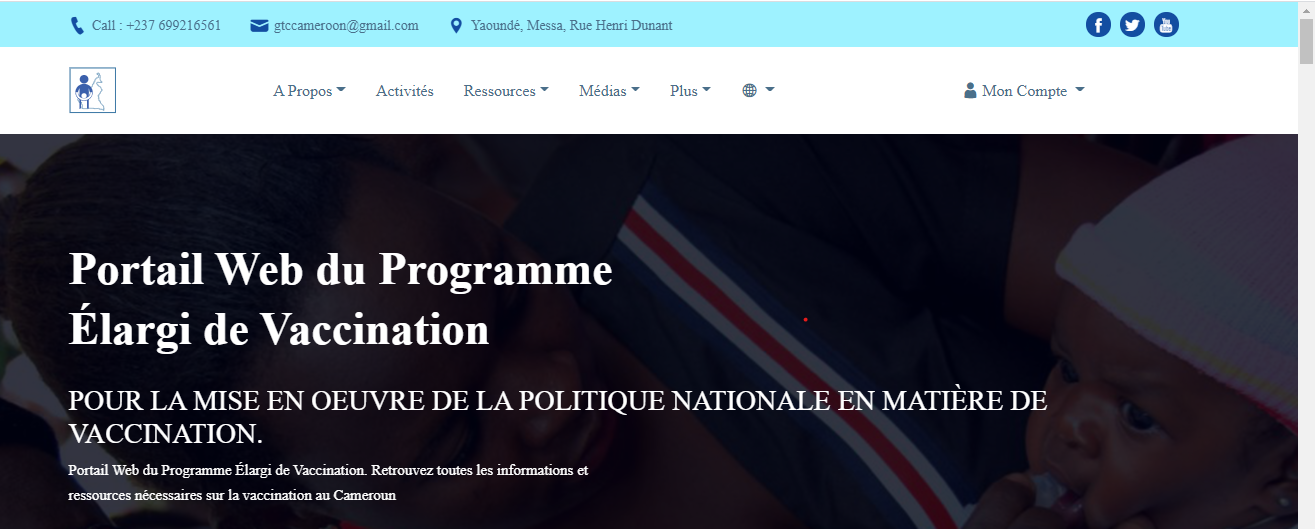 Call : +237 699216561 gtccameroon@gmail.com Yaoundé, Messa, Rue Henri Dunant
A Propos Activités Ressources Médias Plus Mon Compte
Portail Web du Programme
Élargi de Vaccination
POUR LA MISE EN OEUVRE DE LA POLITIQUE NATIONALE EN MATIÈRE DE
VACCINATION.
Portail Web du Programme Élargi de Vaccination. Retrouvez toutes les informations et
ressources nécessaires sur la vaccination au Cameroun